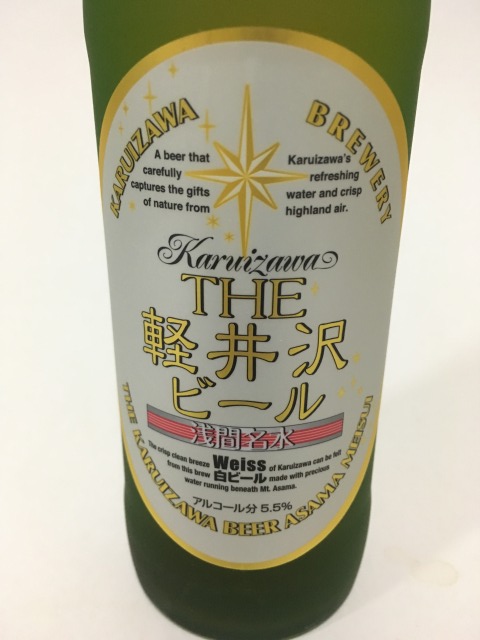 KARUIZAWA BREWERY
A beer that
carefully
captures the gifts
of nature from
Karuizawa's
refreshing
water and crisp
highland air.
Karuizawa
THE
軽井沢
ビール
浅間名水
The crisp clean breeze Weiss of Karuizawa can be felt
from this brew 白ビール made with precious
water running beneath Mt. Asama.
アルコール分 5.5%
THE KARUIZAWA BEER ASAMA MEISUI